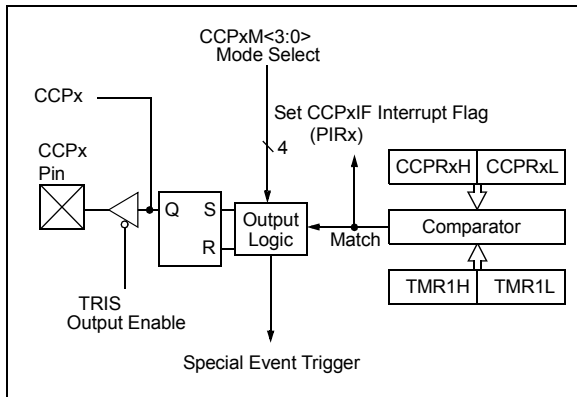 CCPxM<3:0>
Mode Select
CCPx
Set CCPxIF Interrupt Flag
(PIRx)
4
CCPx
Pin
CCPRxH CCPRxL
Q S
R
Output
Logic
Match
Comparator
TRIS
Output Enable
TMR1H TMR1L
Special Event Trigger